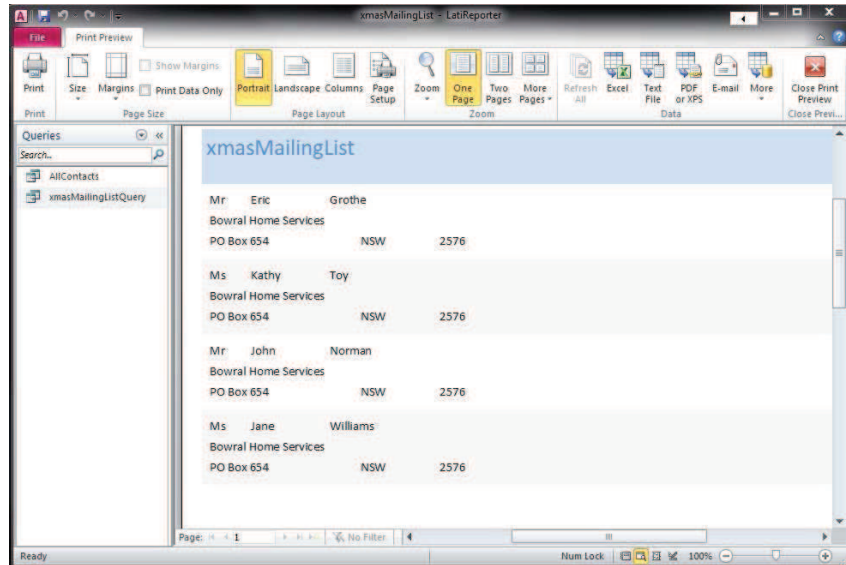 xmasMailingList - LatiReporter
File Print Preview
Print Size Margins Show Margins Print Data Only Portrait Landscape Columns Page Setup Zoom One Page Two Pages More Pages Refresh All Excel Text File PDF or XPS E-mail More Close Print Preview
Print Page Size Page Layout Zoom Data Close Previ...
Queries
Search..
AllContacts
xmasMailingListQuery
xmasMailingList
Mr Eric Grothe
Bowral Home Services
PO Box 654 NSW 2576
Ms Kathy Toy
Bowral Home Services
PO Box 654 NSW 2576
Mr John Norman
Bowral Home Services
PO Box 654 NSW 2576
Ms Jane Williams
Bowral Home Services
PO Box 654 NSW 2576
Page: 1 No Filter
Ready Num Lock 100%